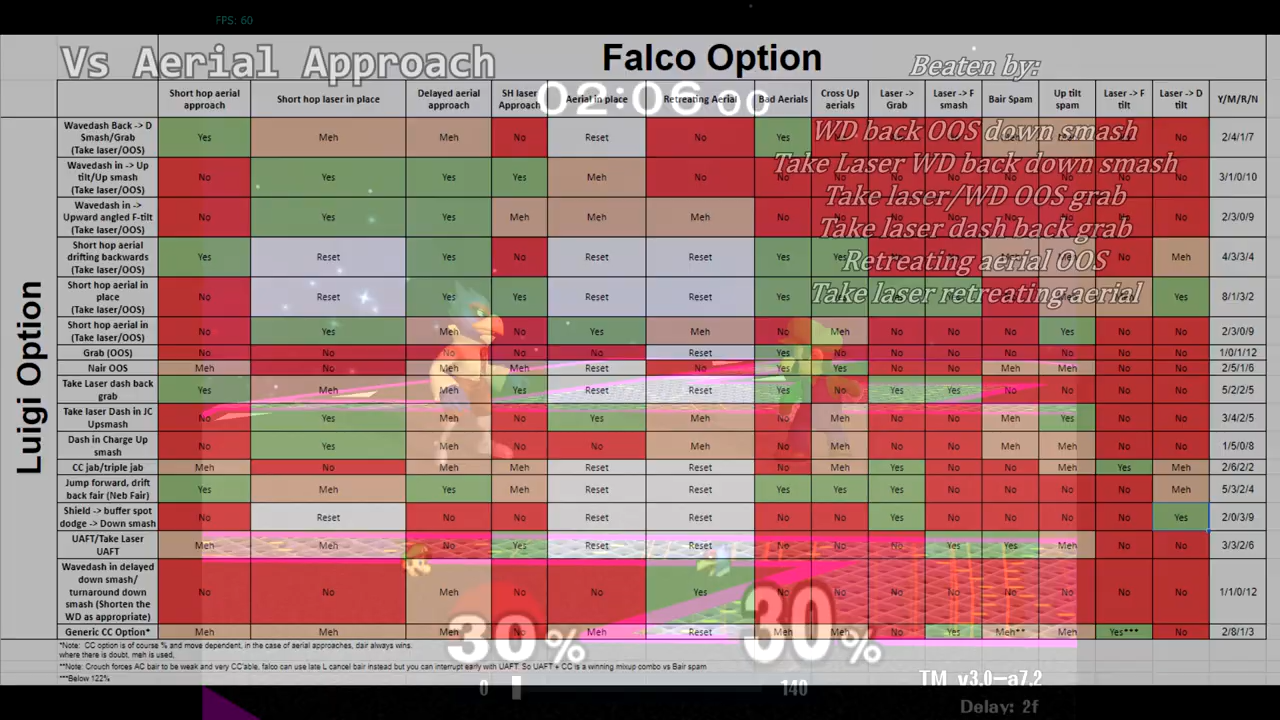 FPS: 60
Vs Aerial Approach
Falco Option
Beaten by:
02:06 00
Short hop aerial approach | Short hop laser in place | Delayed aerial approach | SH laser Approach | Aerial in place | Retreating Aerial | Bad Aerials | Cross Up aerials | Laser -> Grab | Laser -> F smash | Bair Spam | Up tilt spam | Laser -> F tilt | Laser -> D tilt | Y/M/R/N
WD back OOS down smash
Take Laser WD back down smash
Take laser/WD OOS grab
Take laser dash back grab
Retreating aerial OOS
Take laser retreating aerial
Luigi Option
Wavedash Back -> D Smash/Grab (Take laser/OOS) | Yes | Meh | Meh | No | Reset | No | Yes | No | 2/4/1/7
Wavedash in -> Up tilt/Up smash (Take laser/OOS) | No | Yes | Yes | Yes | Meh | No | No | 3/1/0/10
Wavedash in -> Upward angled F-tilt (Take laser/OOS) | No | Yes | Yes | Meh | Meh | Meh | No | No | No | No | No | No | No | No | 2/3/0/9
Short hop aerial drifting backwards (Take laser/OOS) | Yes | Reset | Yes | No | Reset | Reset | Yes | Yes | Meh | 4/3/3/4
Short hop aerial in place (Take laser/OOS) | No | Reset | Yes | Yes | Reset | Reset | Yes | Yes | Yes | 8/1/3/2
Short hop aerial in (Take laser/OOS) | No | Yes | Meh | No | Yes | Meh | No | Meh | No | No | No | Yes | No | No | 2/3/0/9
Grab (OOS) | No | No | No | No | No | Reset | Yes | No | No | No | No | No | No | No | 1/0/1/12
Nair OOS | Meh | No | Meh | Meh | Reset | No | Yes | Yes | No | No | Meh | Meh | No | No | 2/5/1/6
Take Laser dash back grab | Yes | Meh | Meh | Yes | Reset | Reset | No | No | Yes | Yes | No | No | No | No | 5/2/2/5
Take laser Dash in JC Upsmash | No | Yes | Meh | No | Yes | Meh | No | Meh | No | No | Meh | Yes | No | No | 3/4/2/5
Dash in Charge Up smash | No | Yes | Meh | No | No | Meh | No | Meh | No | No | Meh | Meh | No | No | 1/5/0/8
CC jab/triple jab | Meh | No | Meh | Meh | Reset | Reset | No | Meh | Yes | No | No | Meh | Yes | Meh | 2/6/2/2
Jump forward, drift back fair (Neb Fair) | Yes | Meh | Yes | Meh | Reset | Reset | Yes | Yes | Yes | No | No | No | No | Meh | 5/3/2/4
Shield -> buffer spot dodge -> Down smash | No | Reset | No | No | Reset | Reset | No | No | Yes | No | No | No | No | Yes | 2/0/3/9
UAFT/Take Laser UAFT | Meh | Meh | No | Yes | Reset | Reset | No | No | No | Yes | Yes | Meh | No | No | 3/3/2/6
Wavedash in delayed down smash/ turnaround down smash (Shorten the WD as appropriate) | No | No | Meh | No | No | Yes | No | No | No | No | No | No | No | No | 1/1/0/12
Generic CC Option* | Meh | Meh | Meh | No | Meh | Reset | Meh | Meh | No | Yes | Meh** | Meh | Yes*** | No | 2/8/1/3
*Note: CC option is of course % and move dependent, in the case of aerial approaches, dair always wins.
where there is doubt, meh is used,
**Note: Crouch forces AC bair to be weak and very CC'able, falco can use late L cancel bair instead but you can interrupt early with UAFT. So UAFT + CC is a winning mixup combo vs Bair spam
***Below 122%
30%
30%
0
140
TM v3.0-a7.2
Delay: 2f